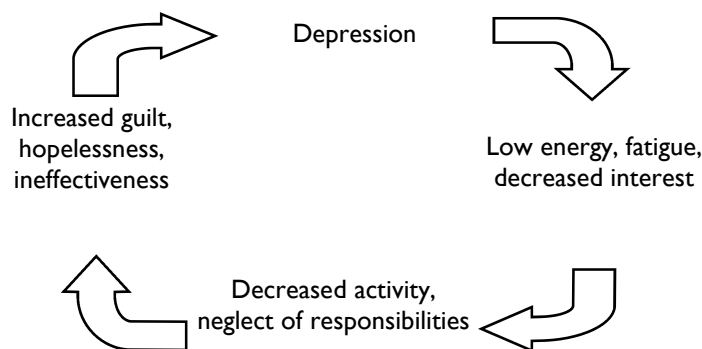 Depression
Low energy, fatigue,
decreased interest
Decreased activity,
neglect of responsibilities
Increased guilt,
hopelessness,
ineffectiveness